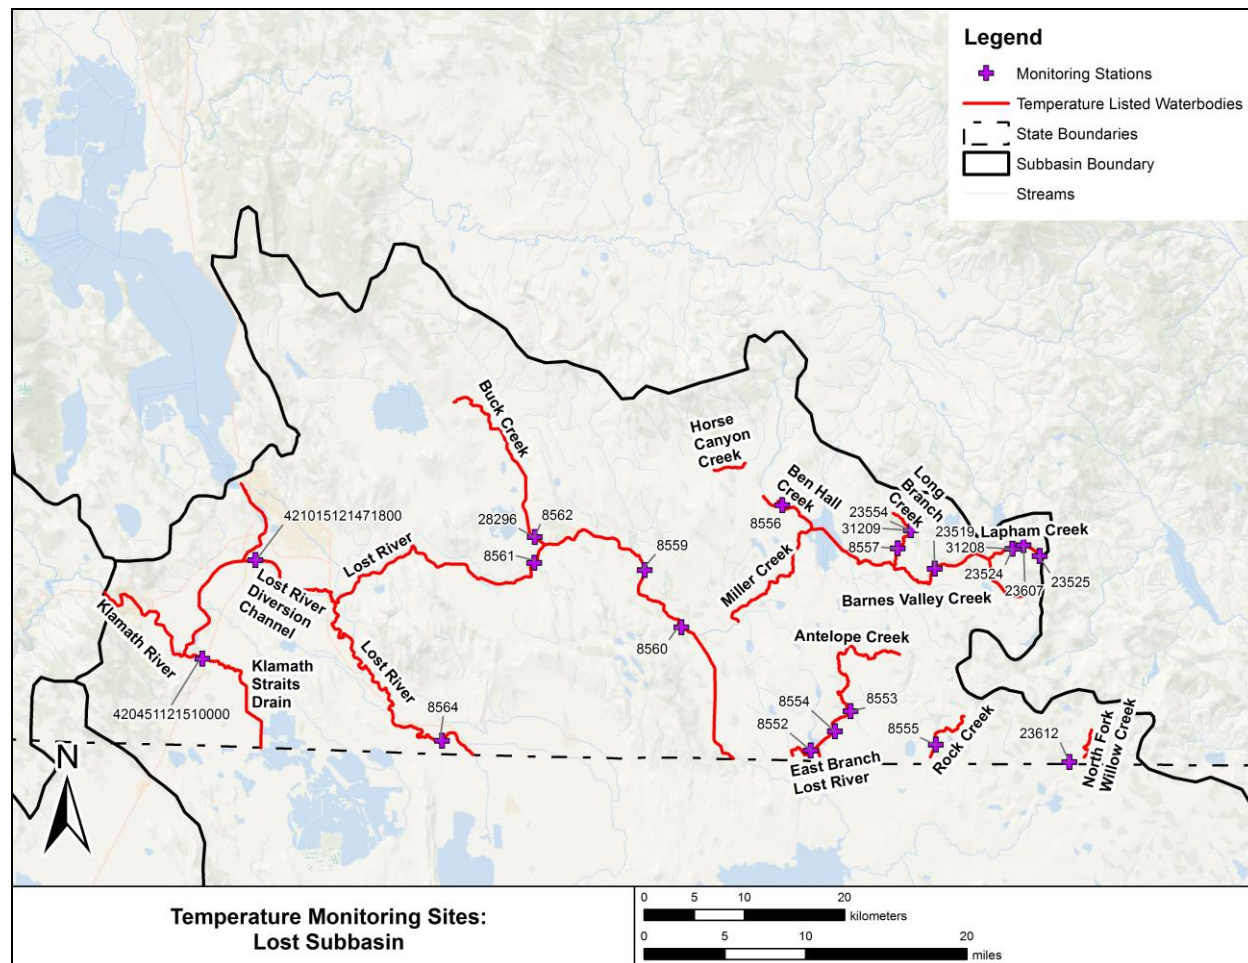 Legend
Monitoring Stations
Temperature Listed Waterbodies
State Boundaries
Subbasin Boundary
Streams
Buck Creek
Horse
Canyon
Creek
Ben Hall
Creek
Long
Branch
Creek
23554
31209
8557
23519
31208
Lapham Creek
23524
23607
23525
8556
421015121471800
28296
8562
8561
Lost River
8559
Miller Creek
Barnes Valley Creek
Lost River
Diversion
Channel
Klamath River
8560
Antelope Creek
Klamath
Straits
Drain
Lost River
420451121510000
8564
8554
8553
8552
8555
Rock Creek
23612
North Fork
Willow Creek
East Branch
Lost River
N
Temperature Monitoring Sites:
Lost Subbasin
0 5 10 20
kilometers
0 5 10 20
miles